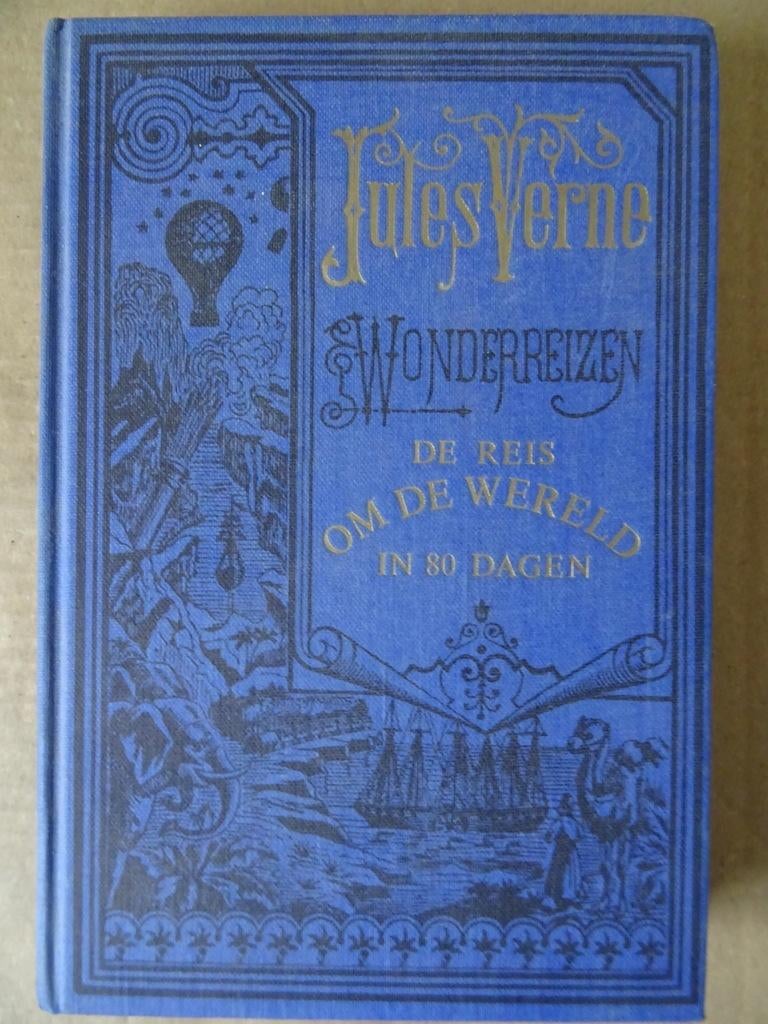 Jules Verne
WONDERREIZEN
DE REIS
OM DE WERELD
IN 80 DAGEN